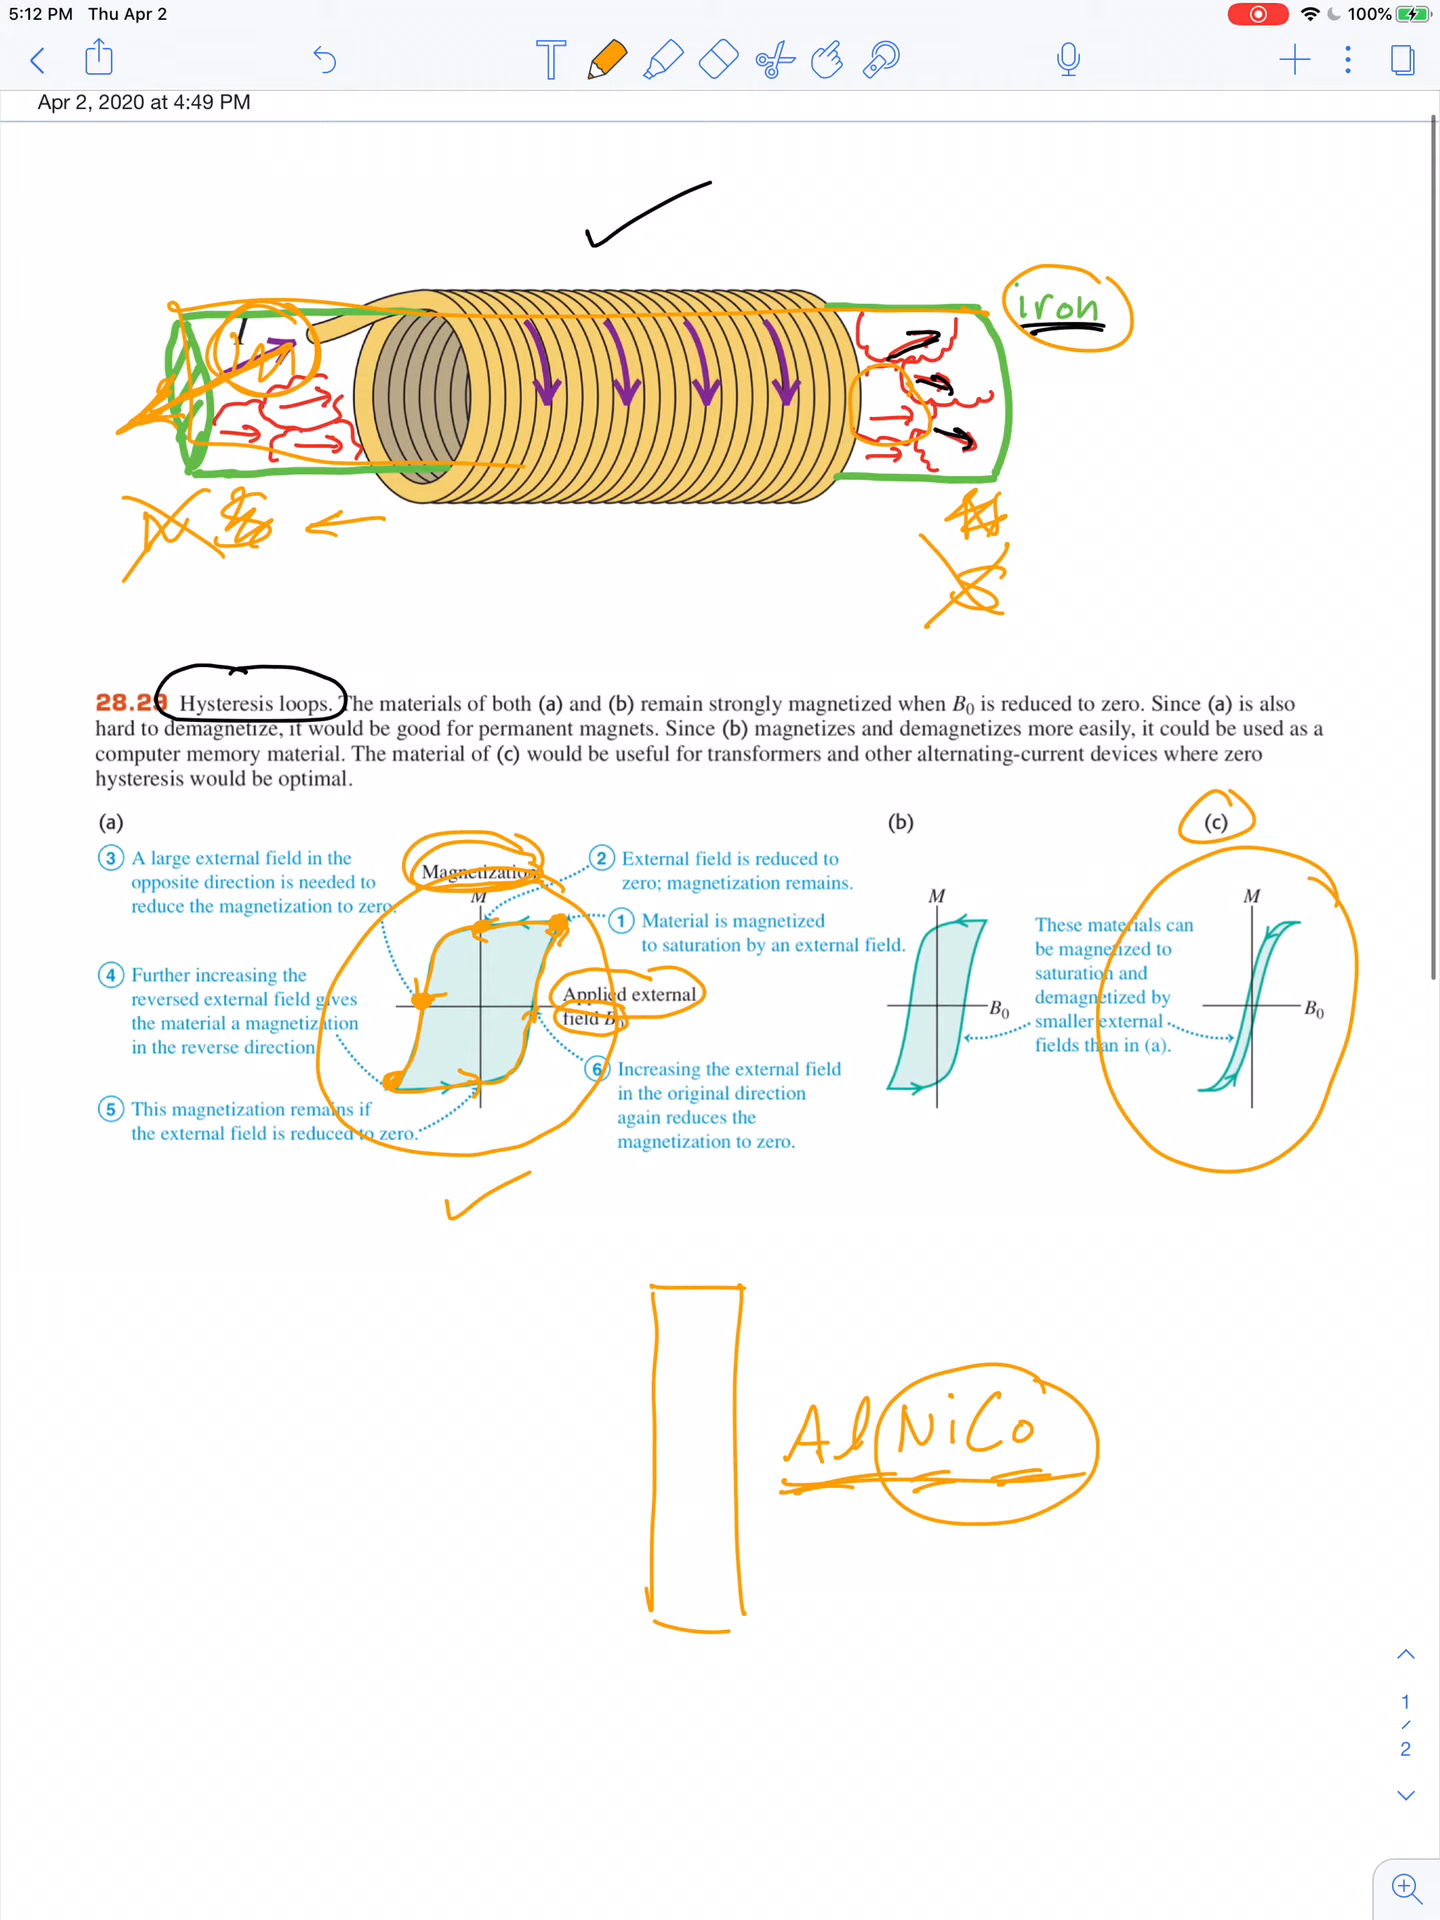 5:12 PM Thu Apr 2
100%
T
Apr 2, 2020 at 4:49 PM
iron
I
28.29 Hysteresis loops. The materials of both (a) and (b) remain strongly magnetized when B₀ is reduced to zero. Since (a) is also
hard to demagnetize, it would be good for permanent magnets. Since (b) magnetizes and demagnetizes more easily, it could be used as a
computer memory material. The material of (c) would be useful for transformers and other alternating-current devices where zero
hysteresis would be optimal.
(a)
3 A large external field in the
opposite direction is needed to
reduce the magnetization to zero.
4 Further increasing the
reversed external field gives
the material a magnetization
in the reverse direction
5 This magnetization remains if
the external field is reduced to zero.
Magnetization
M
2 External field is reduced to
zero; magnetization remains.
1 Material is magnetized
to saturation by an external field.
Applied external
field B₀
6 Increasing the external field
in the original direction
again reduces the
magnetization to zero.
(b)
M
B₀
These materials can
be magnetized to
saturation and
demagnetized by
smaller external
fields than in (a).
(c)
M
B₀
AlNiCo
1
/
2